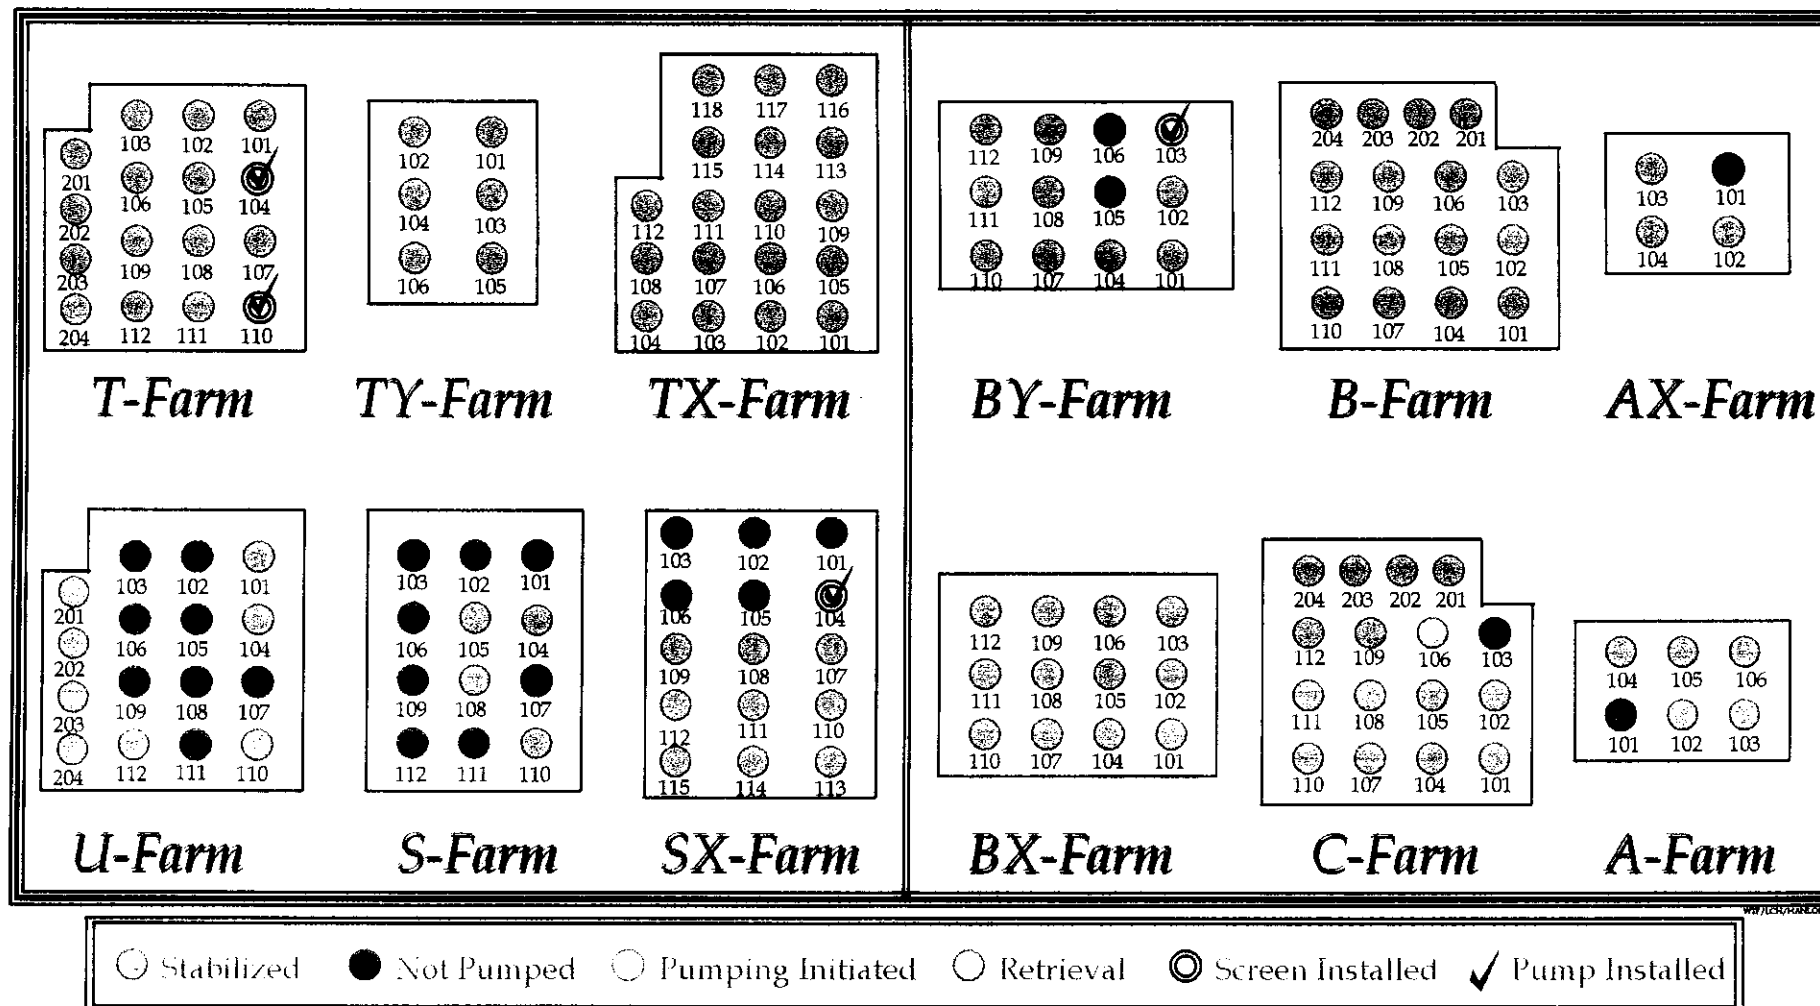 118 117 116
103 102 101
102 101
112 109 106 103
204 203 202 201
103 101
201
115 114 113
106 105 104
104 103
111 108 105 102
112 109 106 103
202
112 111 110 109
104 102
109 108 107
106 105
110 107 104 101
111 108 105 102
203
108 107 106 105
204 112 111 110
104 103 102 101
110 107 104 101
T-Farm TY-Farm TX-Farm BY-Farm B-Farm AX-Farm
103 102 101
103 102 101
103 102 101
204 203 202 201
201
106 105 104
106 105 104
106 105 104
112 109 106 103
112 109 106 103
104 105 106
202
109 108 107
109 108 107
109 108 107
111 108 105 102
111 108 105 102
101 102 103
203
112 111 110
204 112 111 110
112 111 110
115 114 113
110 107 104 101
110 107 104 101
U-Farm S-Farm SX-Farm BX-Farm C-Farm A-Farm
Stabilized Not Pumped Pumping Initiated Retrieval Screen Installed Pump Installed